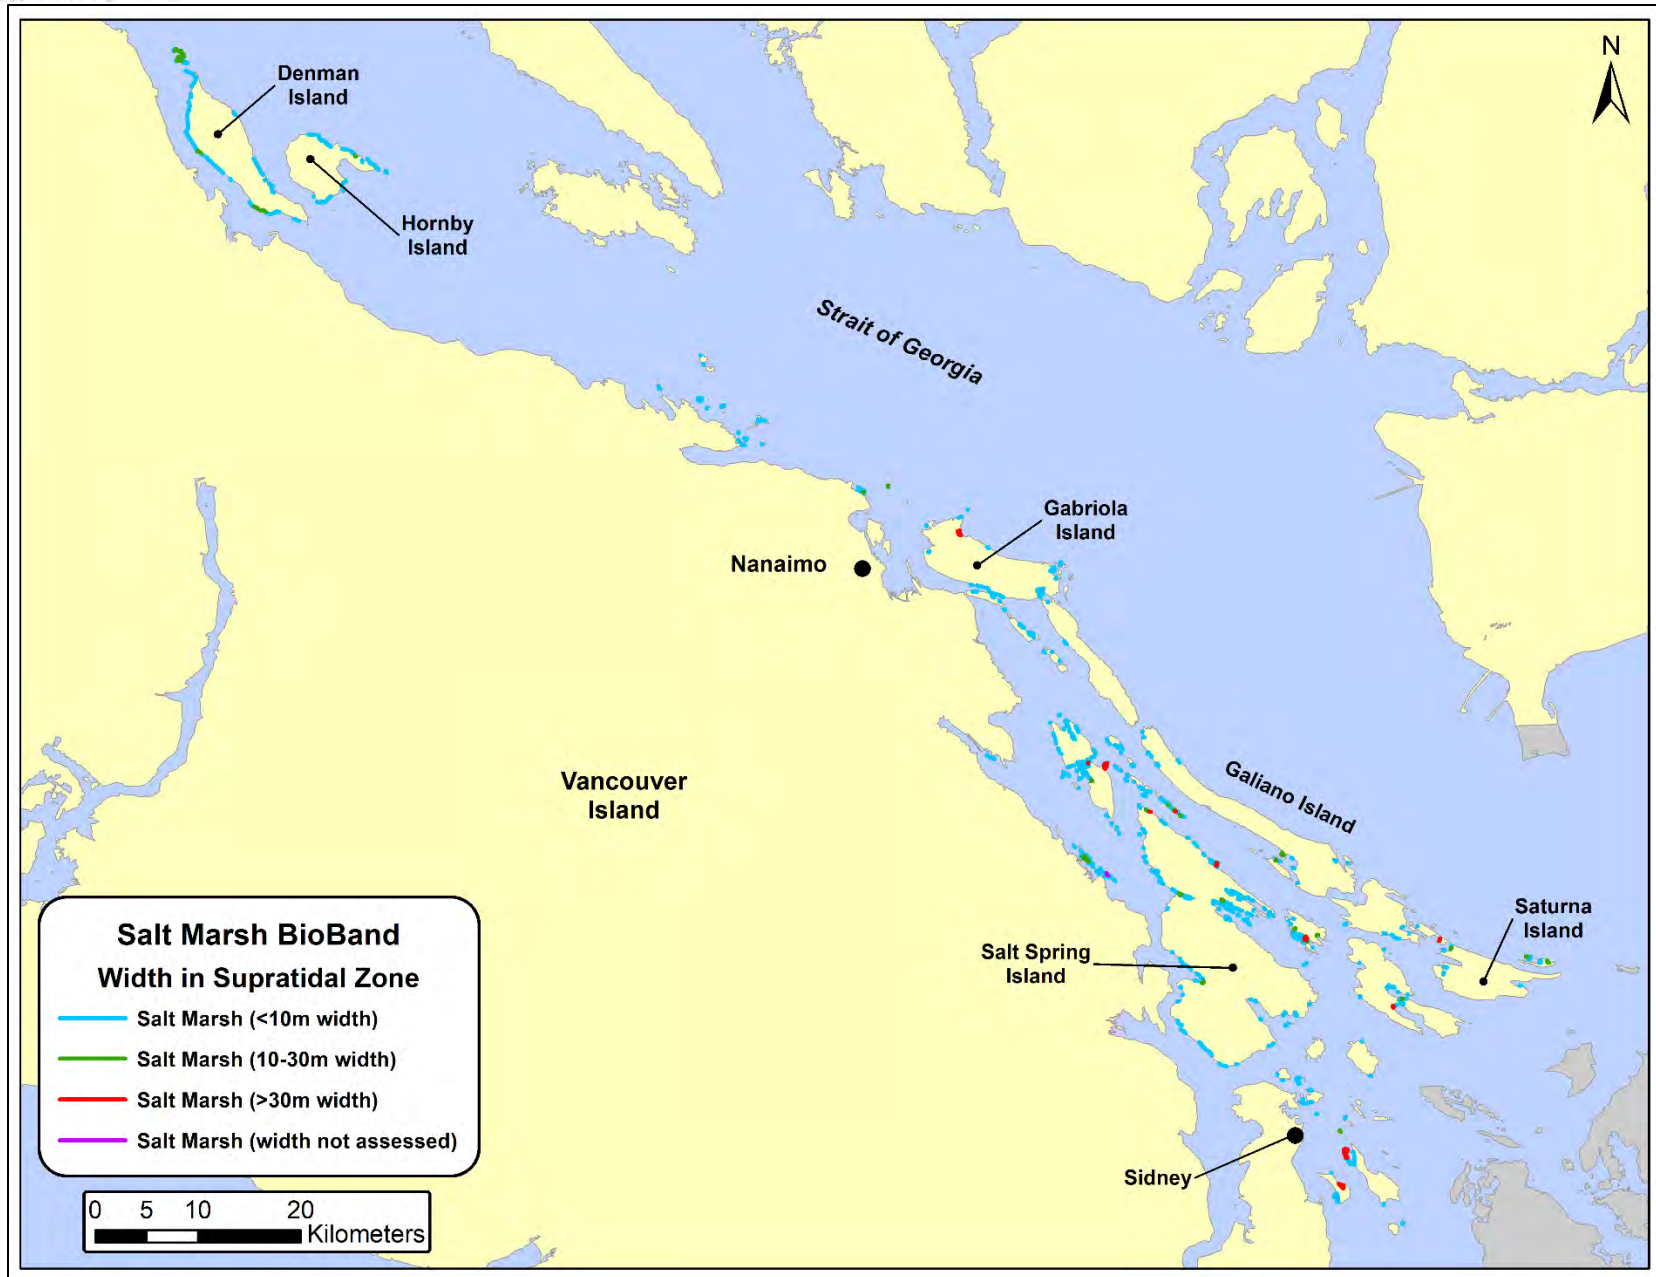 N
Denman
Island
Hornby
Island
Strait of Georgia
Gabriola
Island
Nanaimo
Vancouver
Island
Galiano Island
Saturna
Island
Salt Spring
Island
Sidney
Salt Marsh BioBand
Width in Supratidal Zone
Salt Marsh (<10m width)
Salt Marsh (10-30m width)
Salt Marsh (>30m width)
Salt Marsh (width not assessed)
0 5 10 20
Kilometers